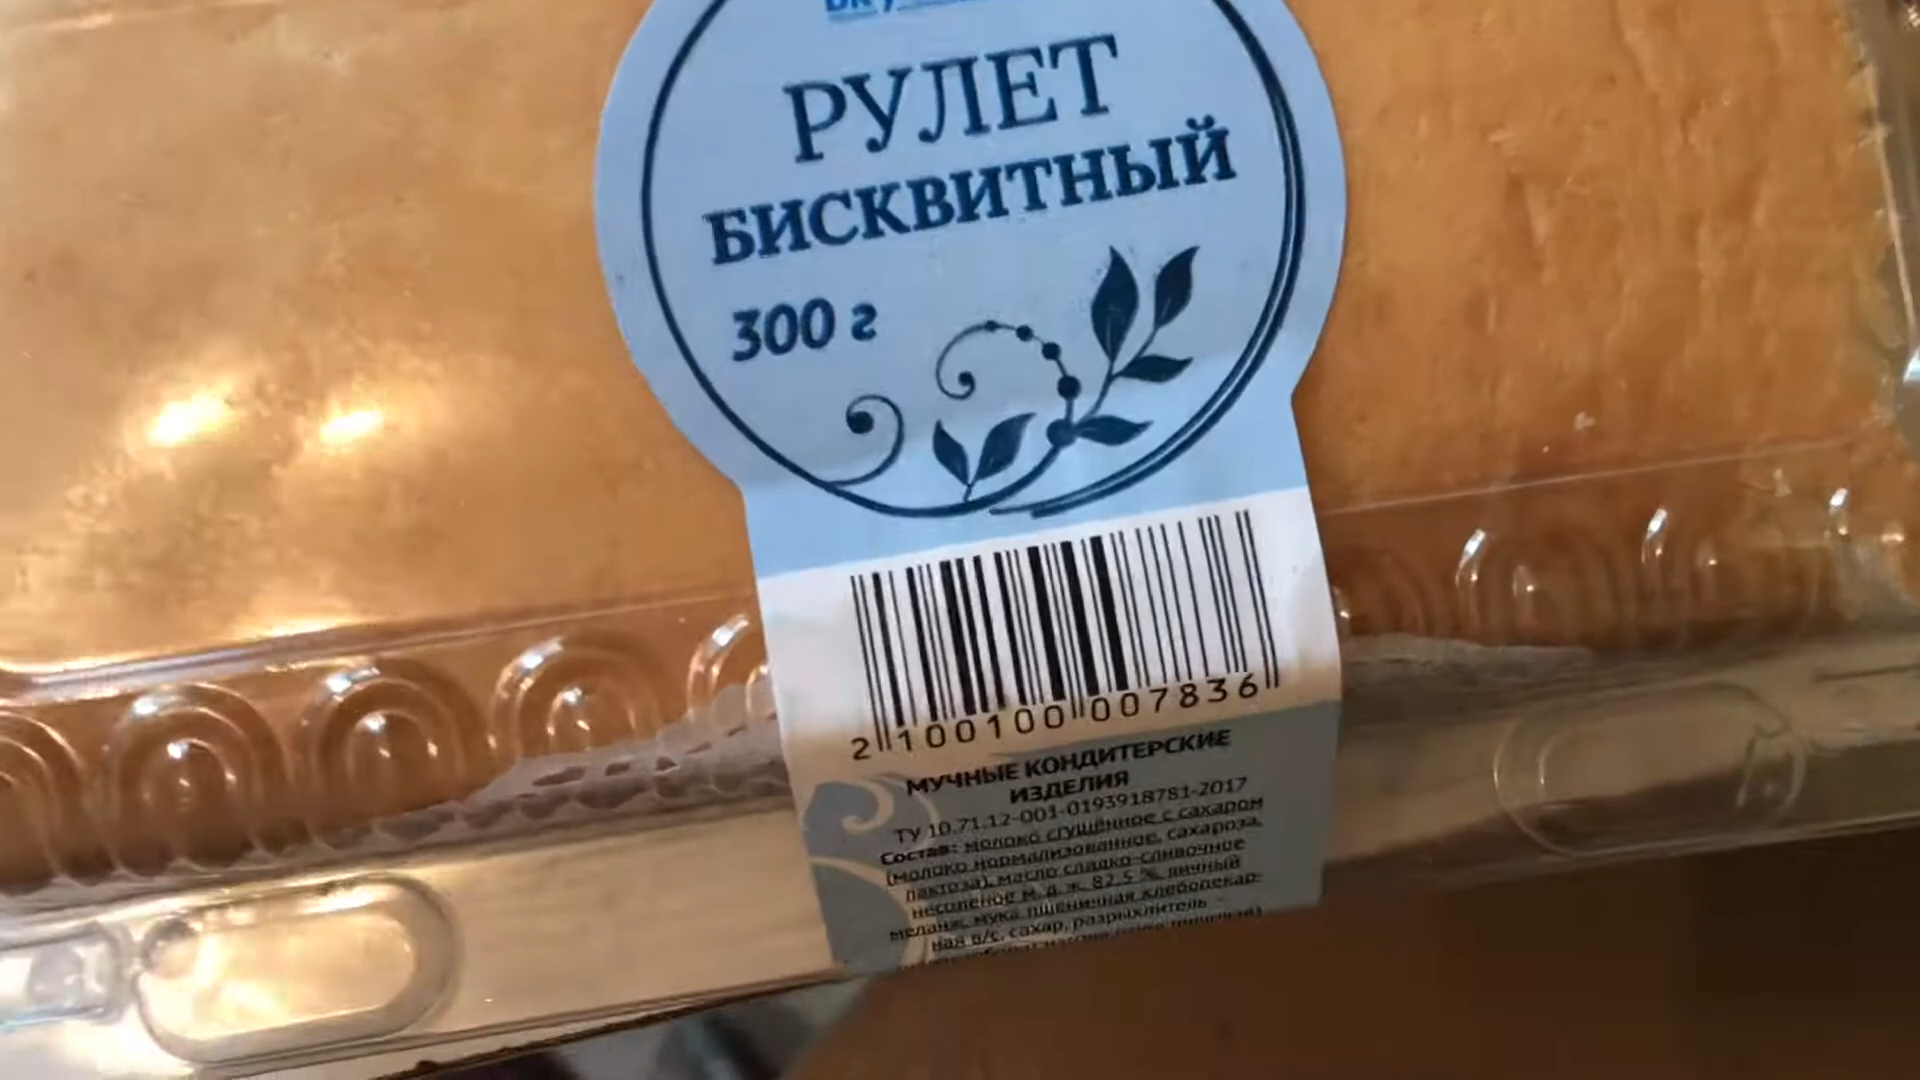 РУЛЕТ
БИСКВИТНЫЙ
300 г
2 100100 007836
МУЧНЫЕ КОНДИТЕРСКИЕ
ИЗДЕЛИЯ
ТУ 10.71.12-001-0193918781-2017
Состав: молоко сгущённое с сахаром
(молоко нормализованное, сахароза,
лактоза), масло сладко-сливочное
несоленое м. д. ж. 82,5 %, яичный
меланж, мука пшеничная хлебопекар-
ная в/с, сахар, разрыхлитель